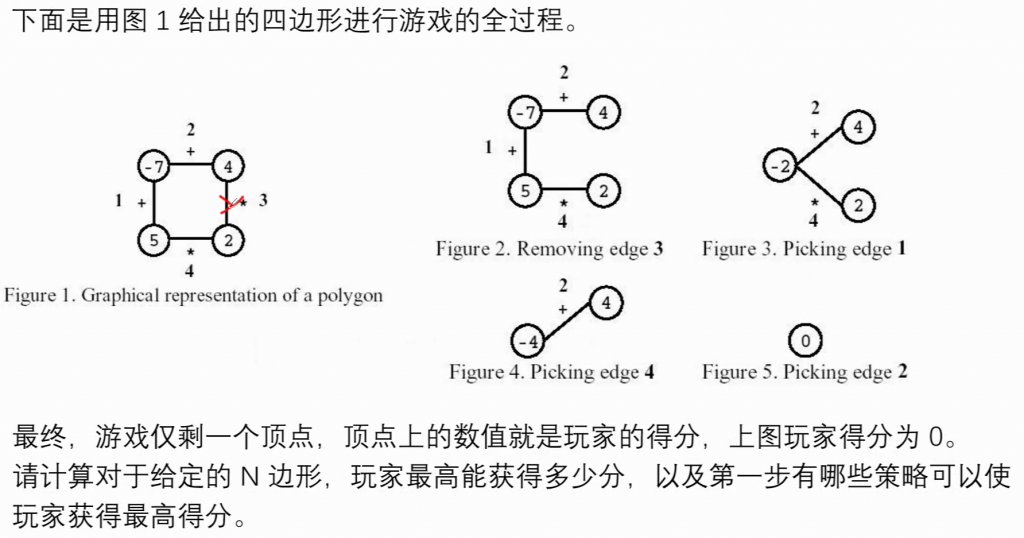 下面是用图 1 给出的四边形进行游戏的全过程。
2
+
-7 4
1 + * 3
5 2
*
4
Figure 1. Graphical representation of a polygon
2
+
-7 4
1 +
5 2
*
4
Figure 2. Removing edge 3
2
+
4
-2
*
4
2
Figure 3. Picking edge 1
2
+
4
-4
Figure 4. Picking edge 4
0
Figure 5. Picking edge 2
最终，游戏仅剩一个顶点，顶点上的数值就是玩家的得分，上图玩家得分为 0。
请计算对于给定的 N 边形，玩家最高能获得多少分，以及第一步有哪些策略可以使
玩家获得最高得分。